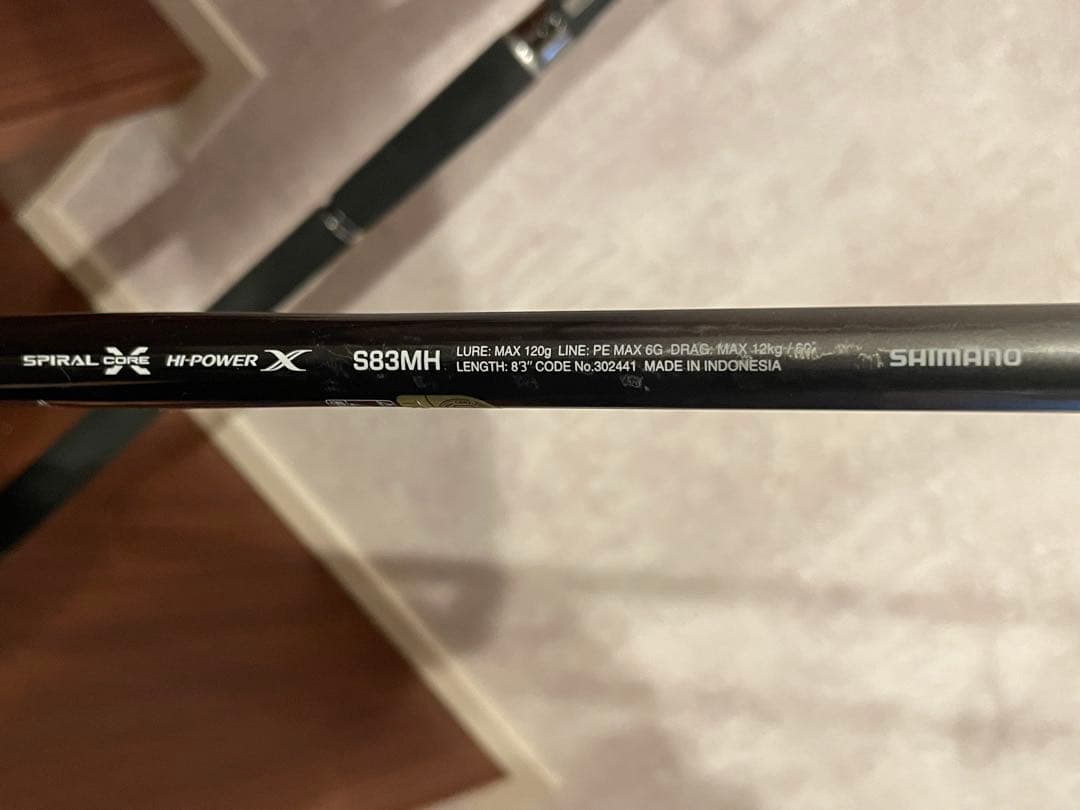 SPIRAL X CORE HI-POWER X S83MH LURE: MAX 120g LINE: PE MAX 6G DRAG: MAX 12kg / 60° SHIMANO
LENGTH: 8'3" CODE No.302441 MADE IN INDONESIA